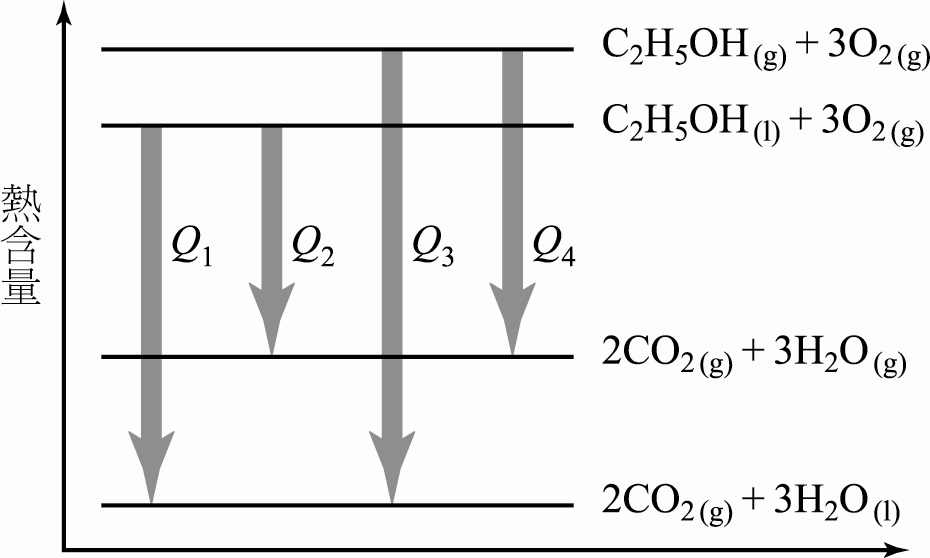 C₂H₅OH (g) + 3O₂ (g)
C₂H₅OH (l) + 3O₂ (g)
熱含量
Q₁
Q₂
Q₃
Q₄
2CO₂ (g) + 3H₂O (g)
2CO₂ (g) + 3H₂O (l)